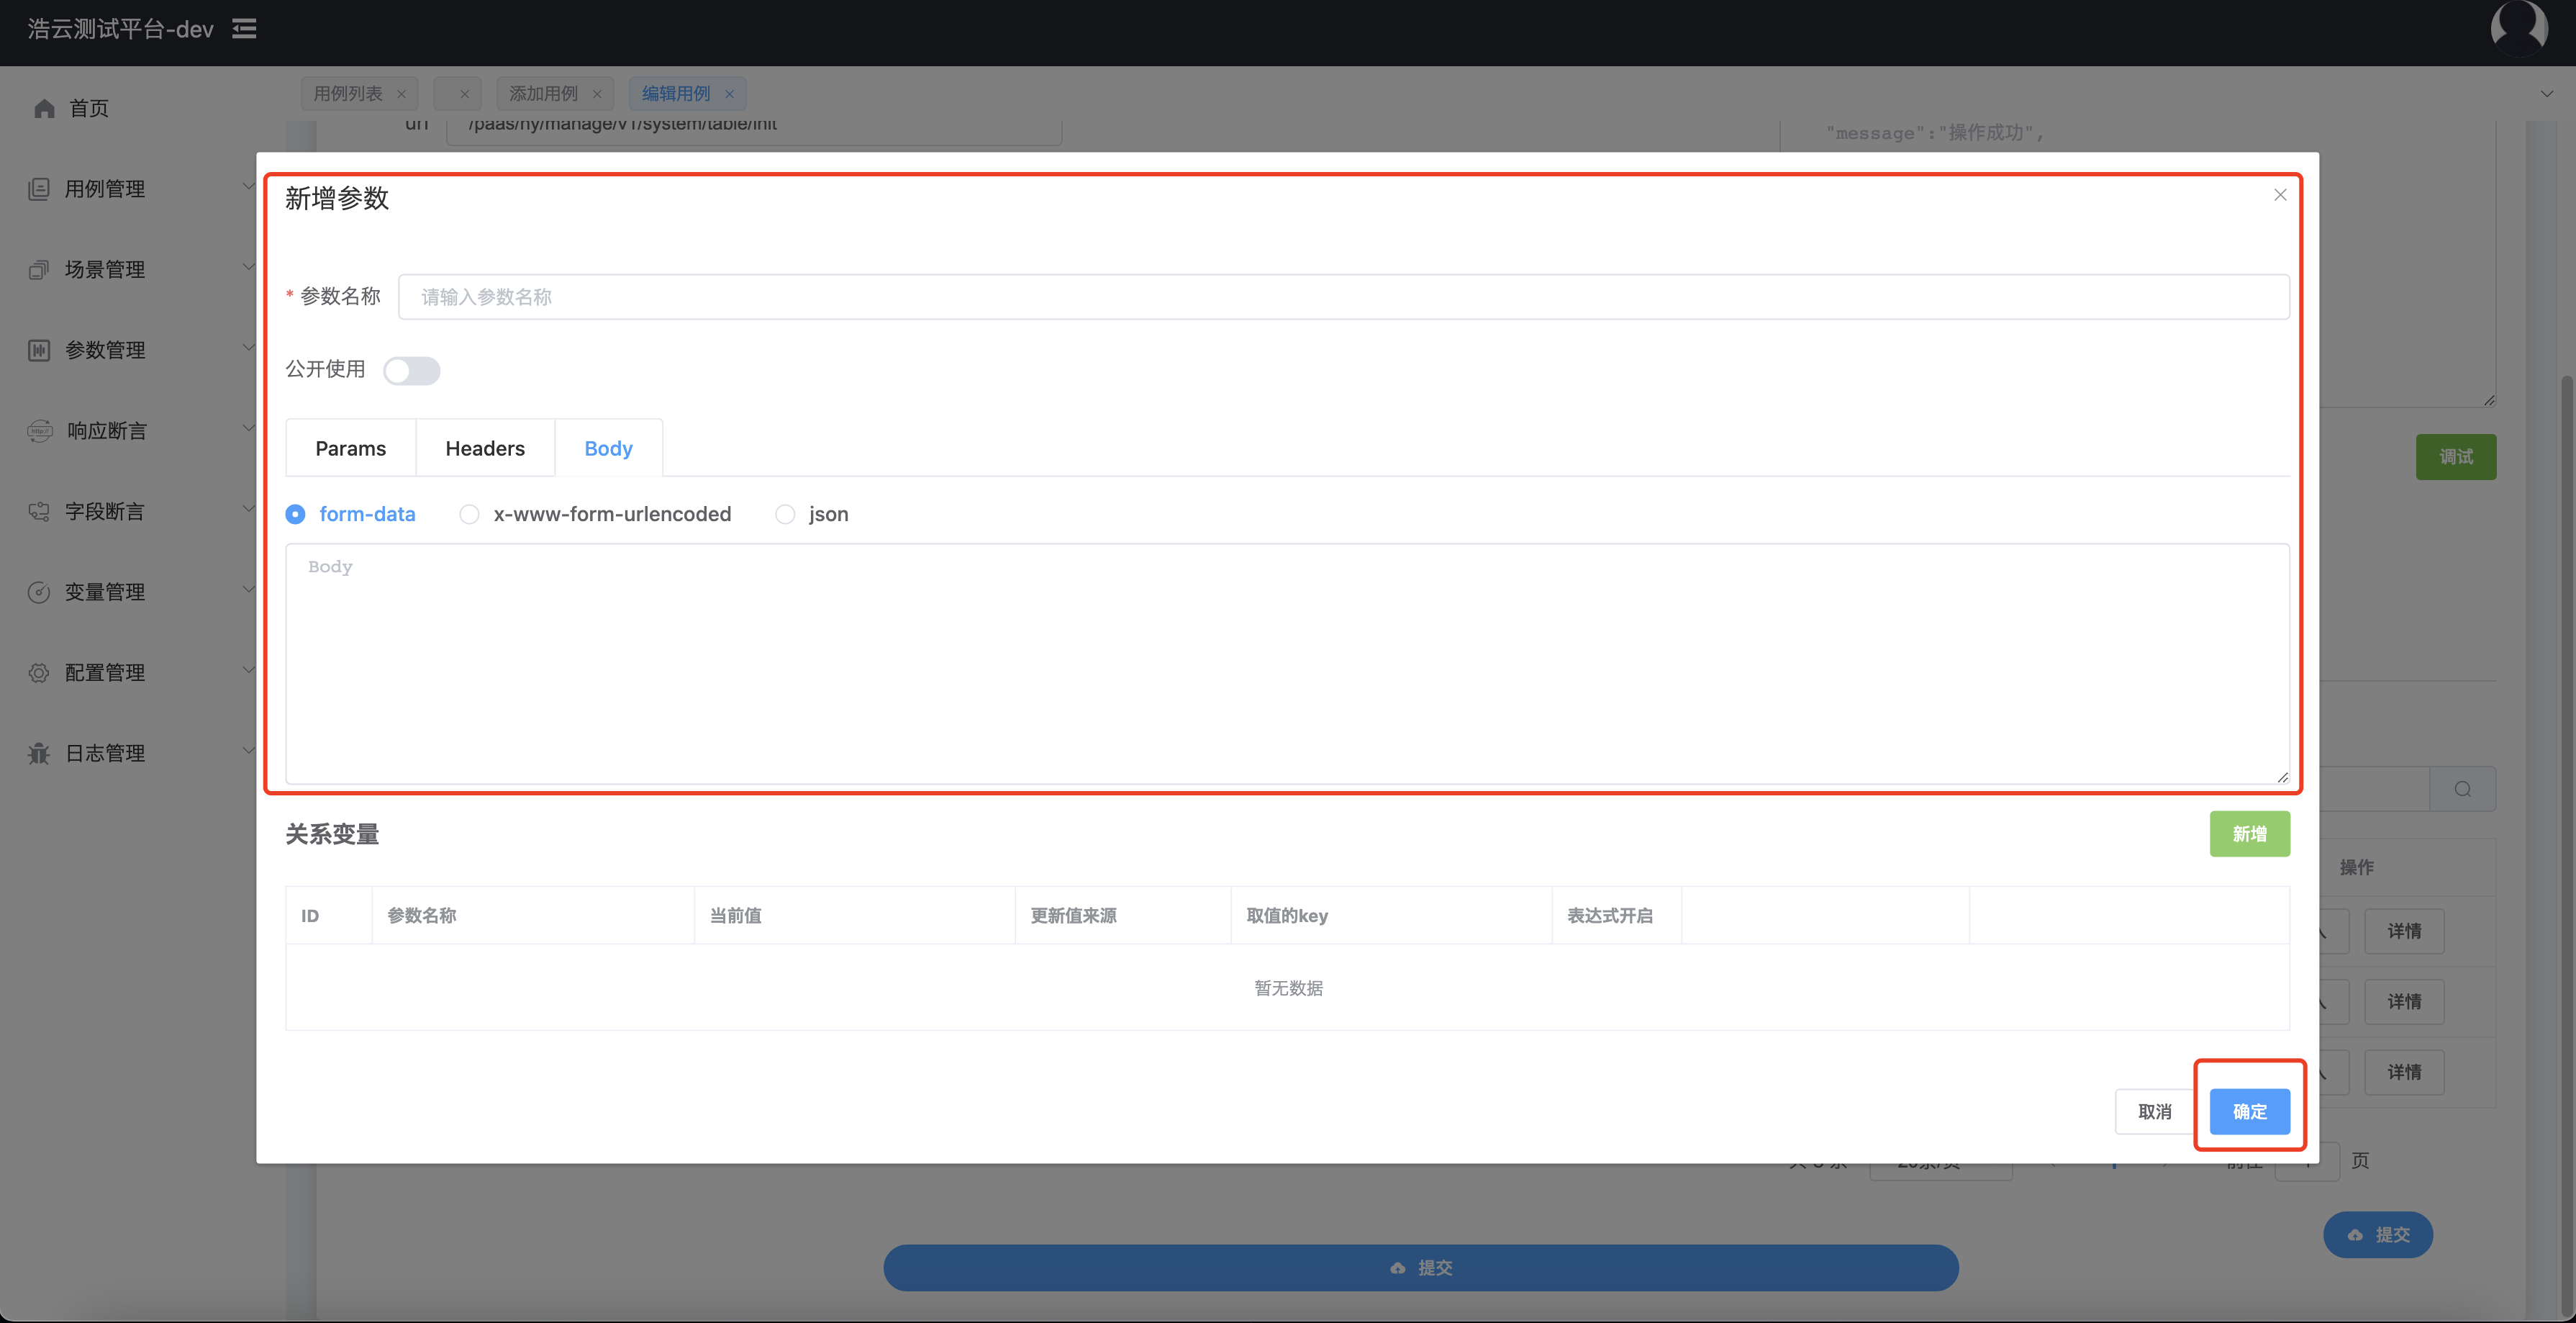 浩云测试平台-dev
首页
用例管理
场景管理
参数管理
响应断言
字段断言
变量管理
配置管理
日志管理
用例列表
添加用例
编辑用例
url /paas/hy/manage/v1/system/table/init
"message":"操作成功",
新增参数
* 参数名称 请输入参数名称
公开使用
Params Headers Body
form-data x-www-form-urlencoded json
Body
关系变量 新增
ID 参数名称 当前值 更新值来源 取值的key 表达式开启
暂无数据
取消 确定
调试
操作
详情
详情
详情
页
提交
提交